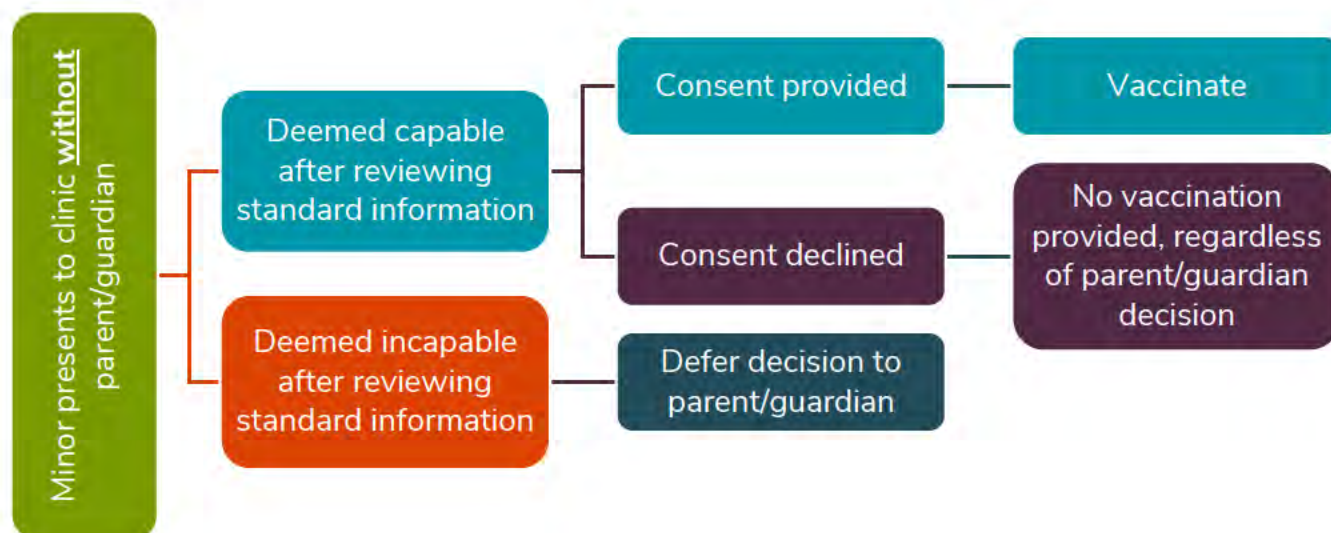 Minor presents to clinic without
parent/guardian
Deemed capable
after reviewing
standard information
Consent provided
Vaccinate
Consent declined
No vaccination
provided, regardless
of parent/guardian
decision
Deemed incapable
after reviewing
standard information
Defer decision to
parent/guardian